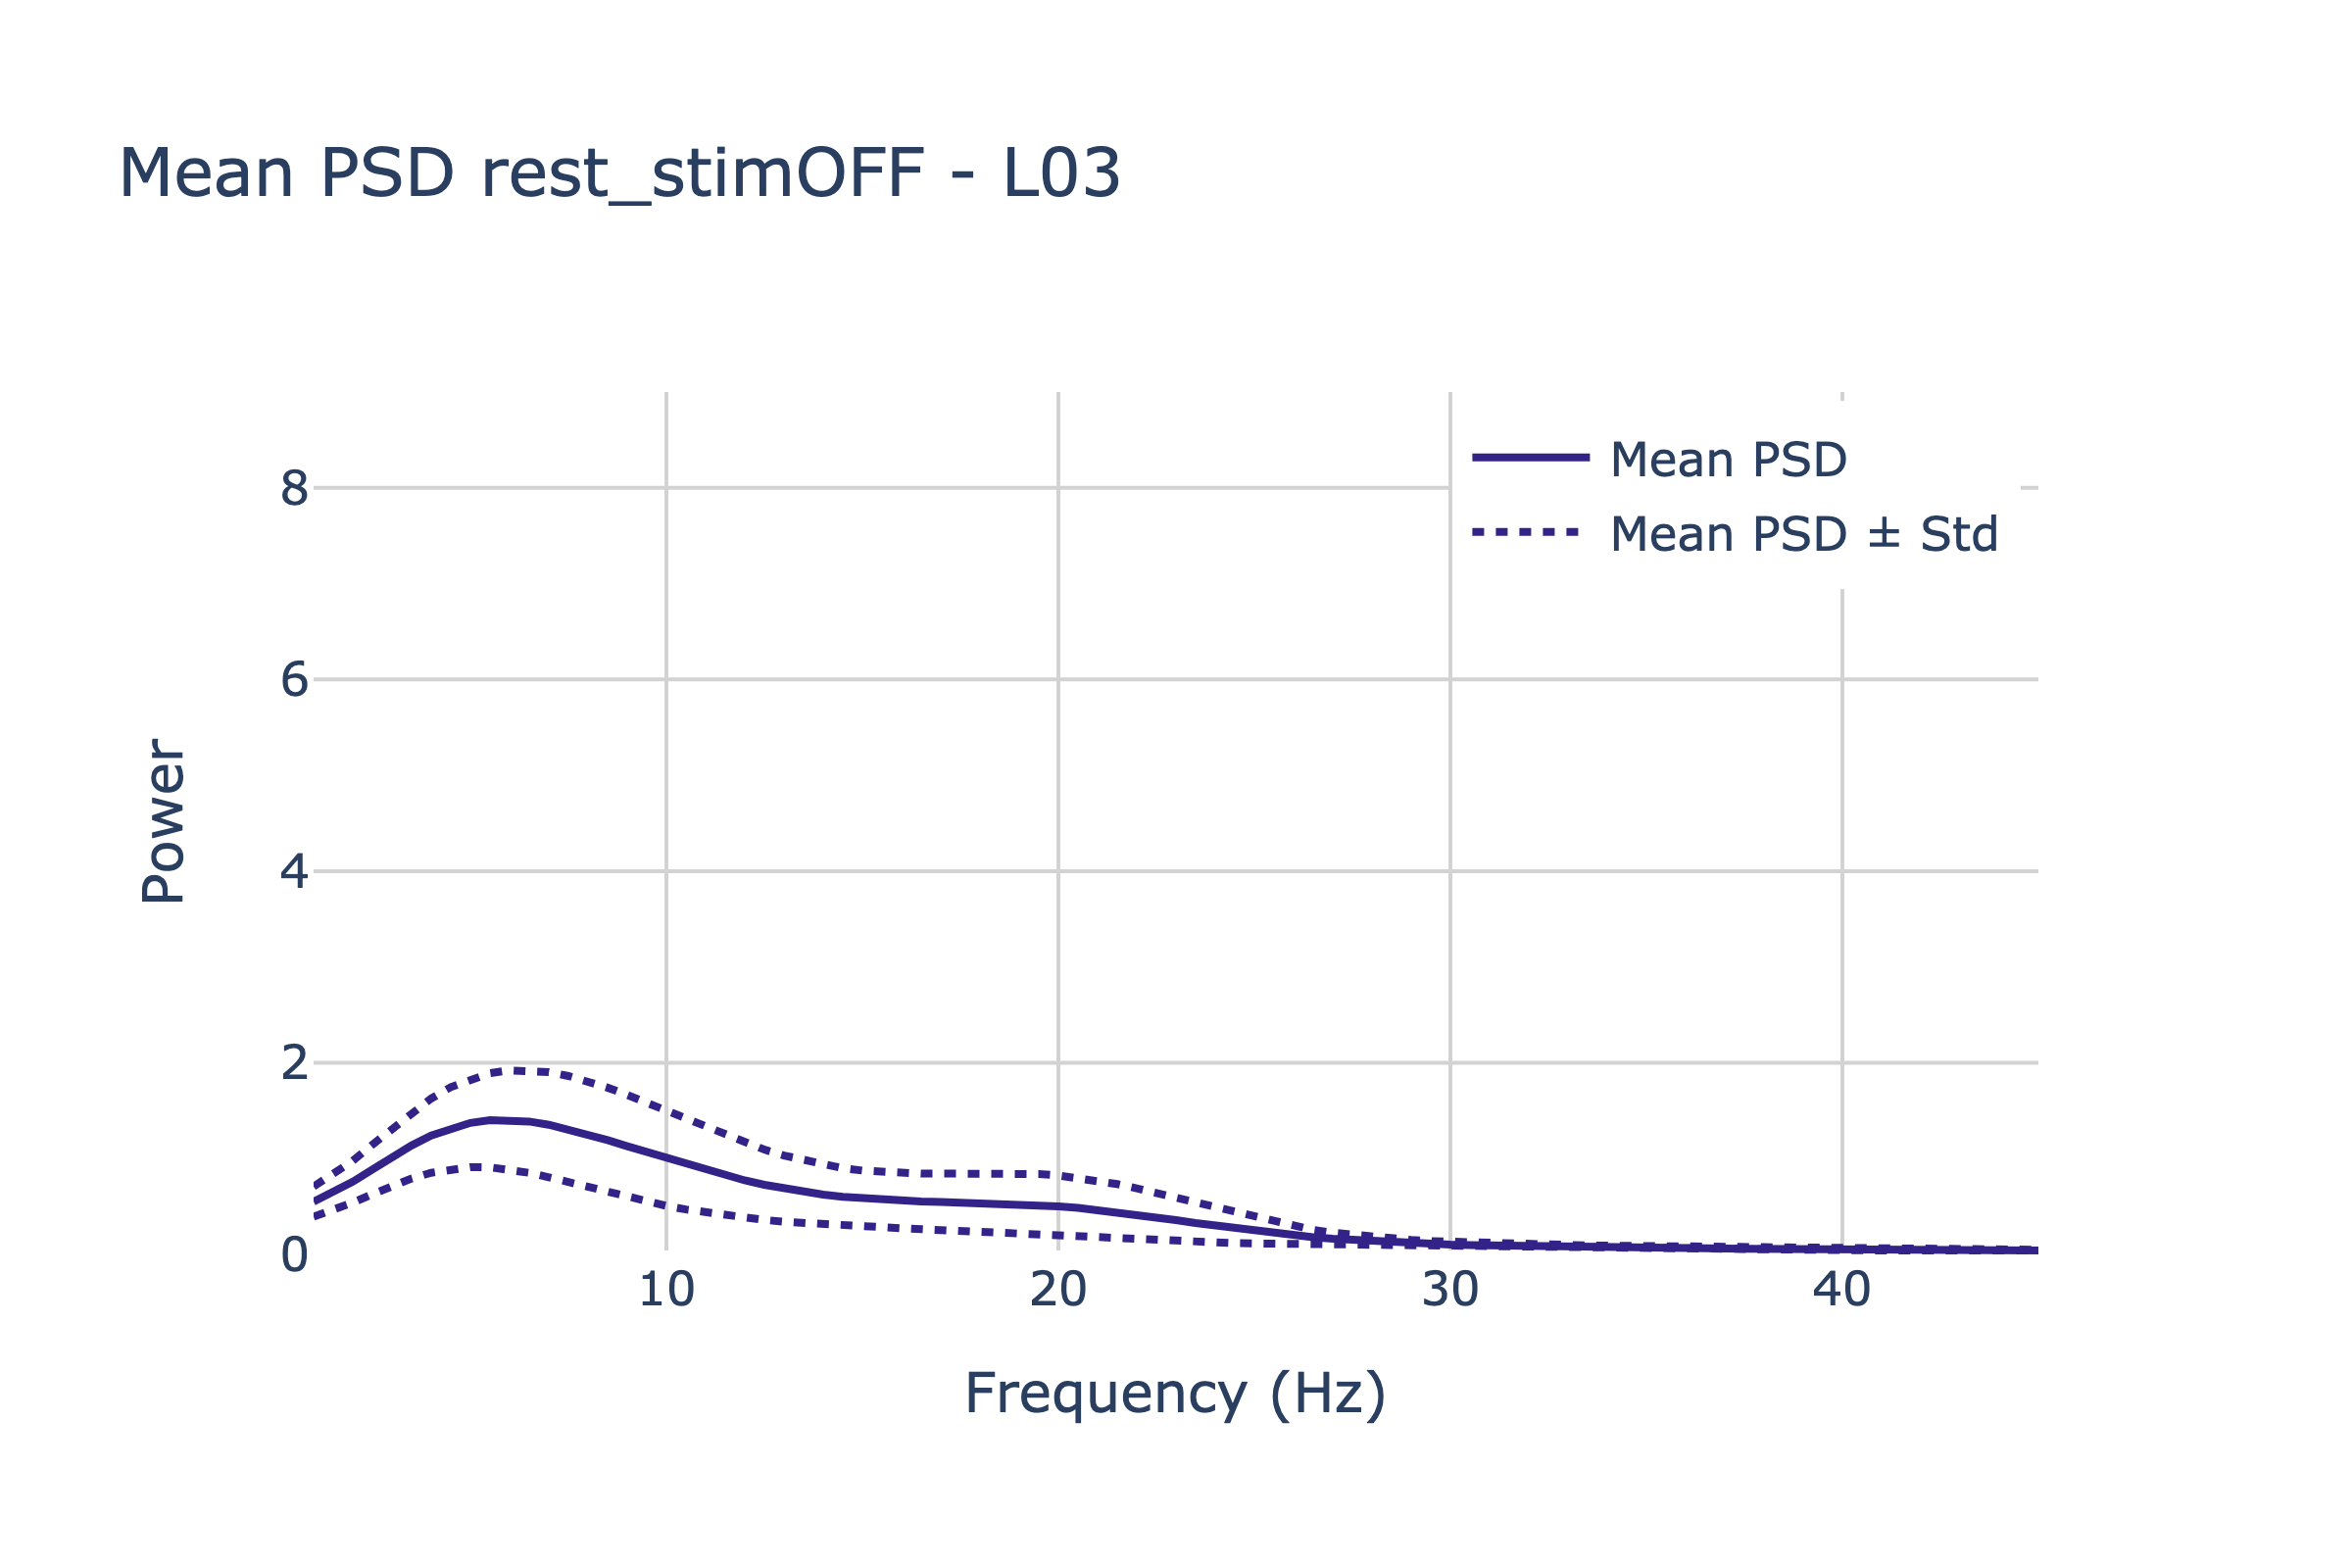 Mean PSD rest_stimOFF - L03
Mean PSD
Mean PSD ± Std
8
6
4
2
0
Power
10 20 30 40
Frequency (Hz)